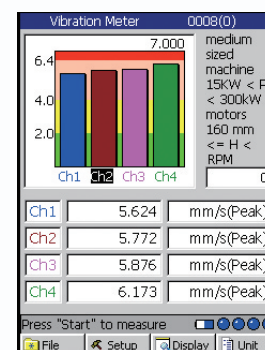 Vibration Meter 0008(0)
7.000
6.4
4.0
2.0
Ch1 Ch2 Ch3 Ch4
medium
sized
machine
15KW < P
< 300kW
motors
160 mm
<= H <
RPM
0
Ch1 5.624 mm/s(Peak)
Ch2 5.772 mm/s(Peak)
Ch3 5.876 mm/s(Peak)
Ch4 6.173 mm/s(Peak)
Press "Start" to measure
File Setup Display Unit